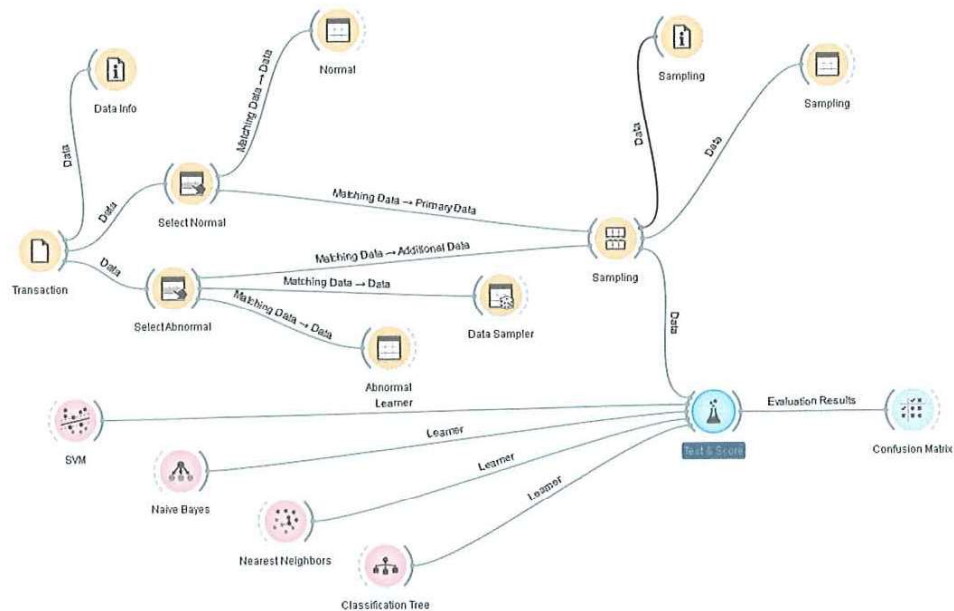 Normal
Sampling
Sampling
Data Info
Matching Data → Data
Data
Data
Data
Data
Select Normal
Matching Data → Primary Data
Transaction
Data
Select Abnormal
Matching Data → Additional Data
Matching Data → Data
Matching Data → Data
Data Sampler
Sampling
Data
Abnormal
Learner
SVM
Learner
Naive Bayes
Learner
Nearest Neighbors
Learner
Classification Tree
Test & Score
Evaluation Results
Confusion Matrix